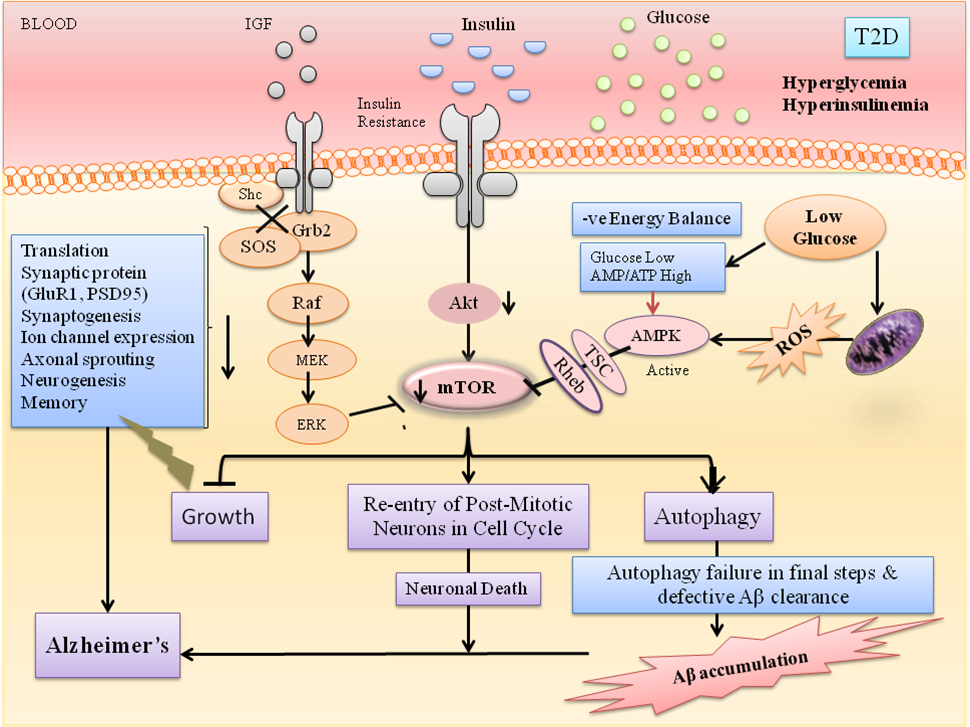 BLOOD
IGF
Insulin
Glucose
T2D
Hyperglycemia
Hyperinsulinemia
Insulin
Resistance
Shc
Grb2
SOS
-ve Energy Balance
Low
Glucose
Glucose Low
AMP/ATP High
Translation
Synaptic protein
(GluR1, PSD95)
Synaptogenesis
Ion channel expression
Axonal sprouting
Neurogenesis
Memory
Raf
Akt
AMPK
ROS
Active
TSC
Rheb
MEK
mTOR
ERK
Growth
Re-entry of Post-Mitotic
Neurons in Cell Cycle
Autophagy
Neuronal Death
Autophagy failure in final steps &
defective Aβ clearance
Alzheimer's
Aβ accumulation